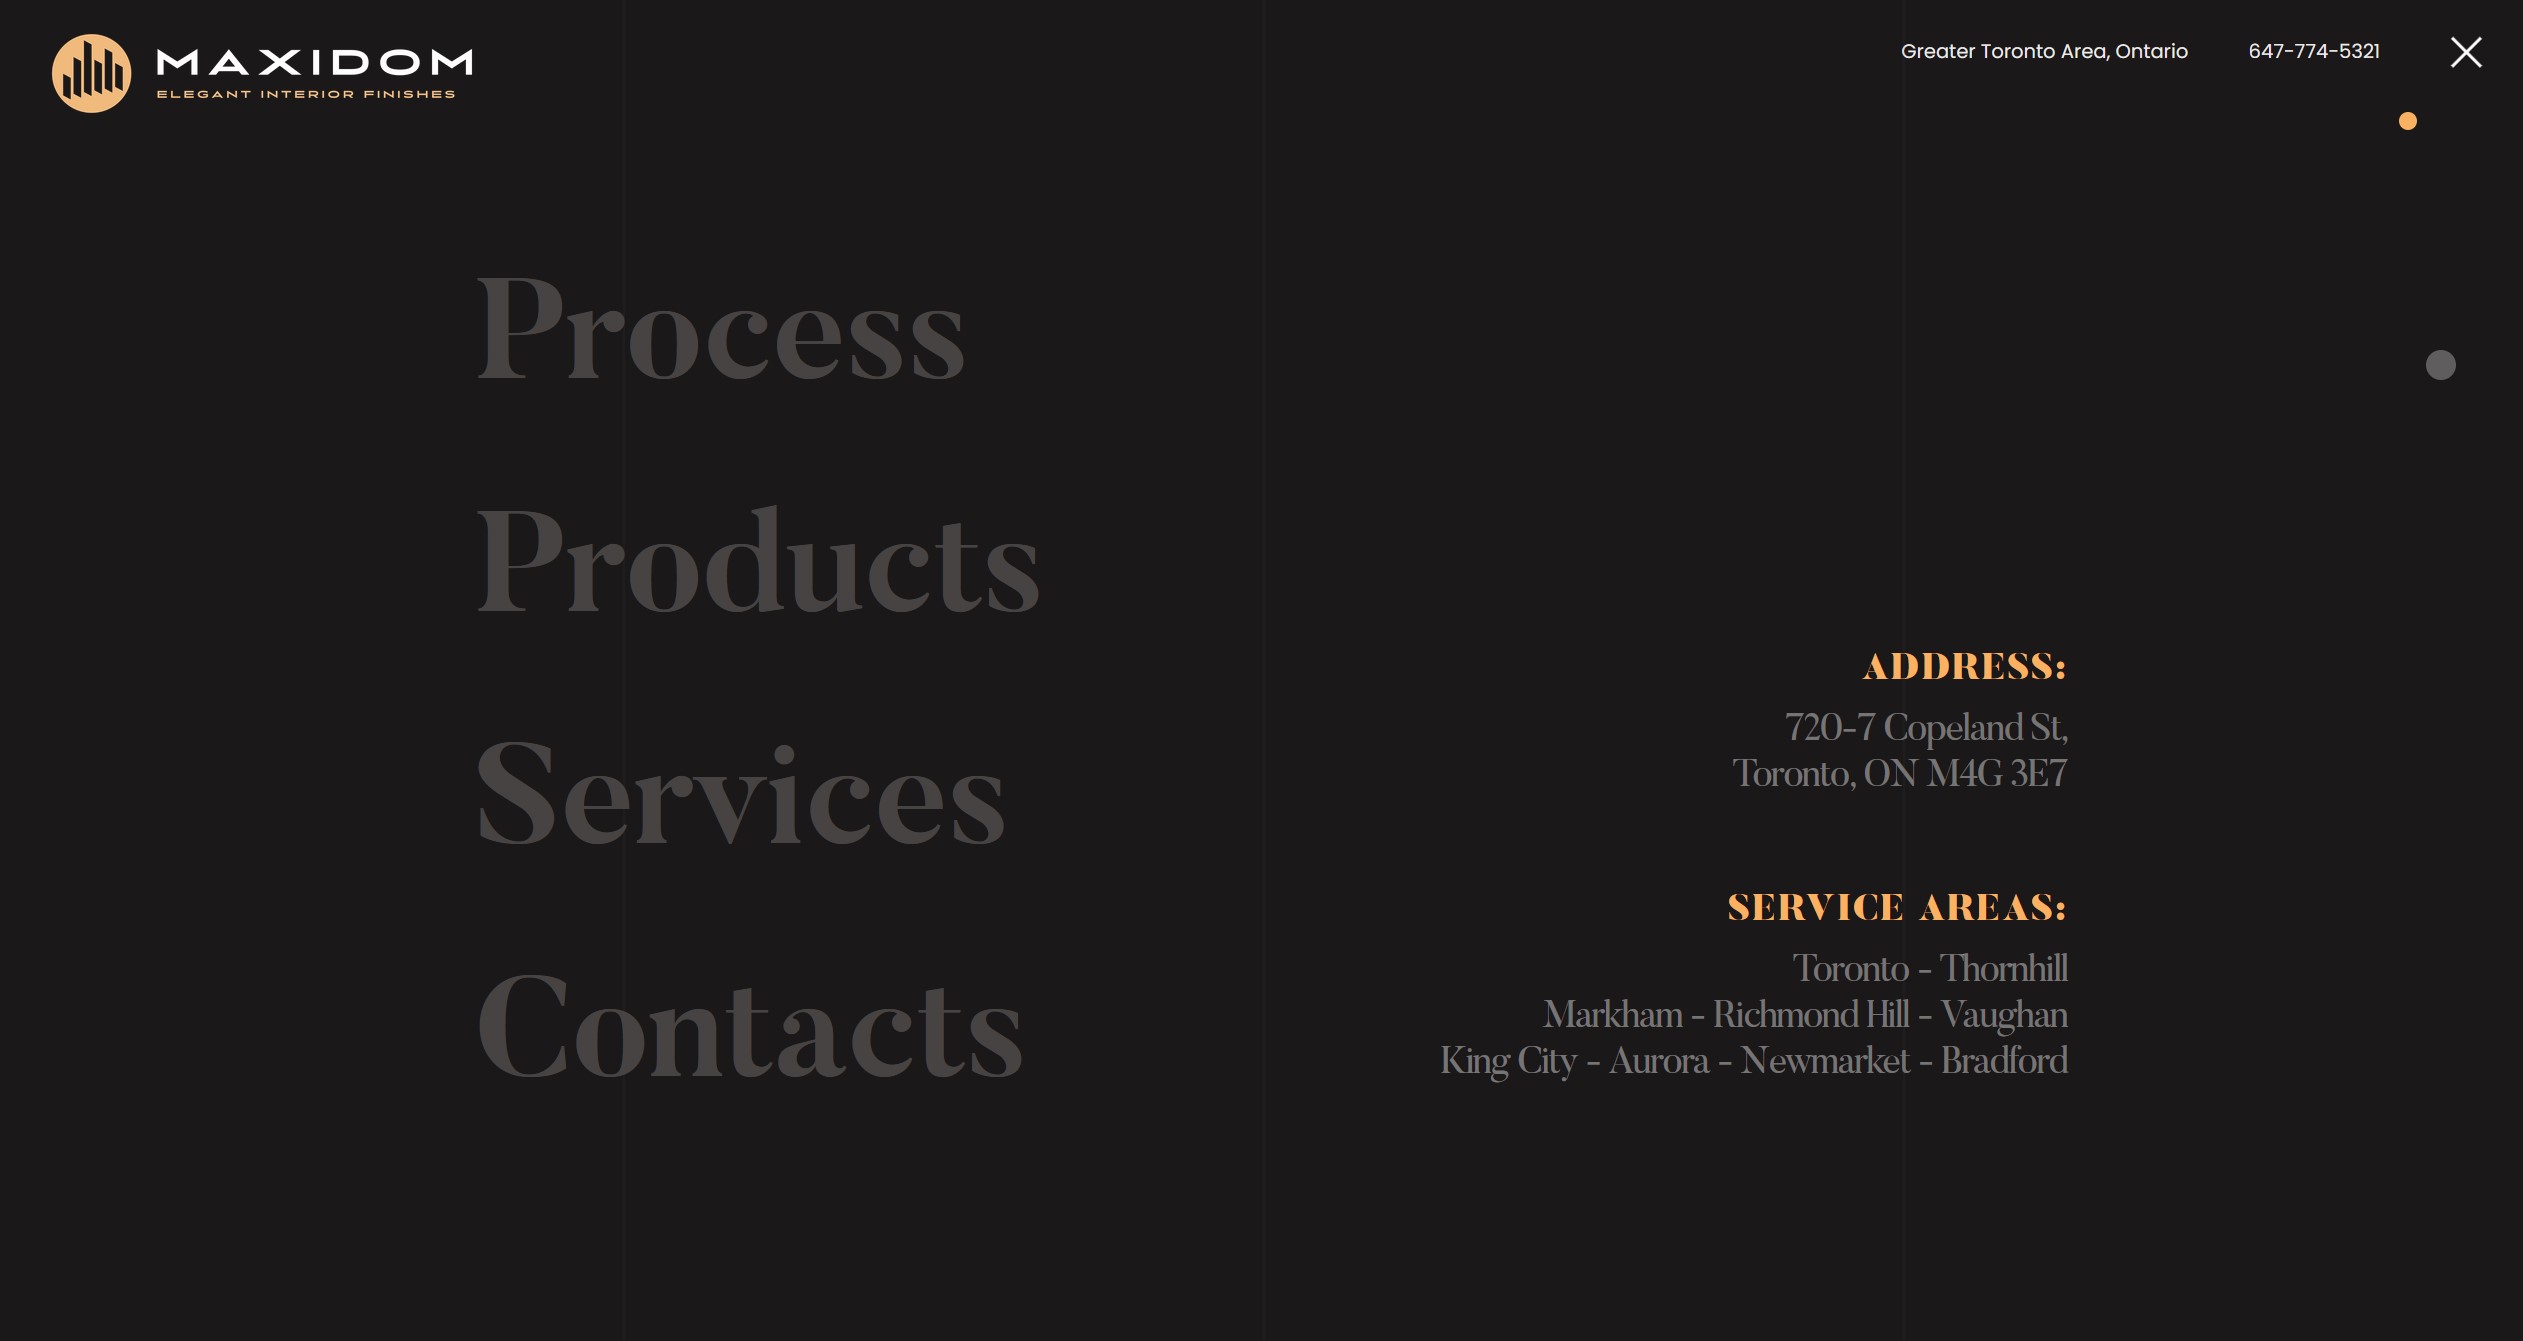 MAXIDOM
ELEGANT INTERIOR FINISHES
Greater Toronto Area, Ontario
647-774-5321
Process
Products
Services
Contacts
ADDRESS:
720-7 Copeland St,
Toronto, ON M4G 3E7
SERVICE AREAS:
Toronto - Thornhill
Markham - Richmond Hill - Vaughan
King City - Aurora - Newmarket - Bradford